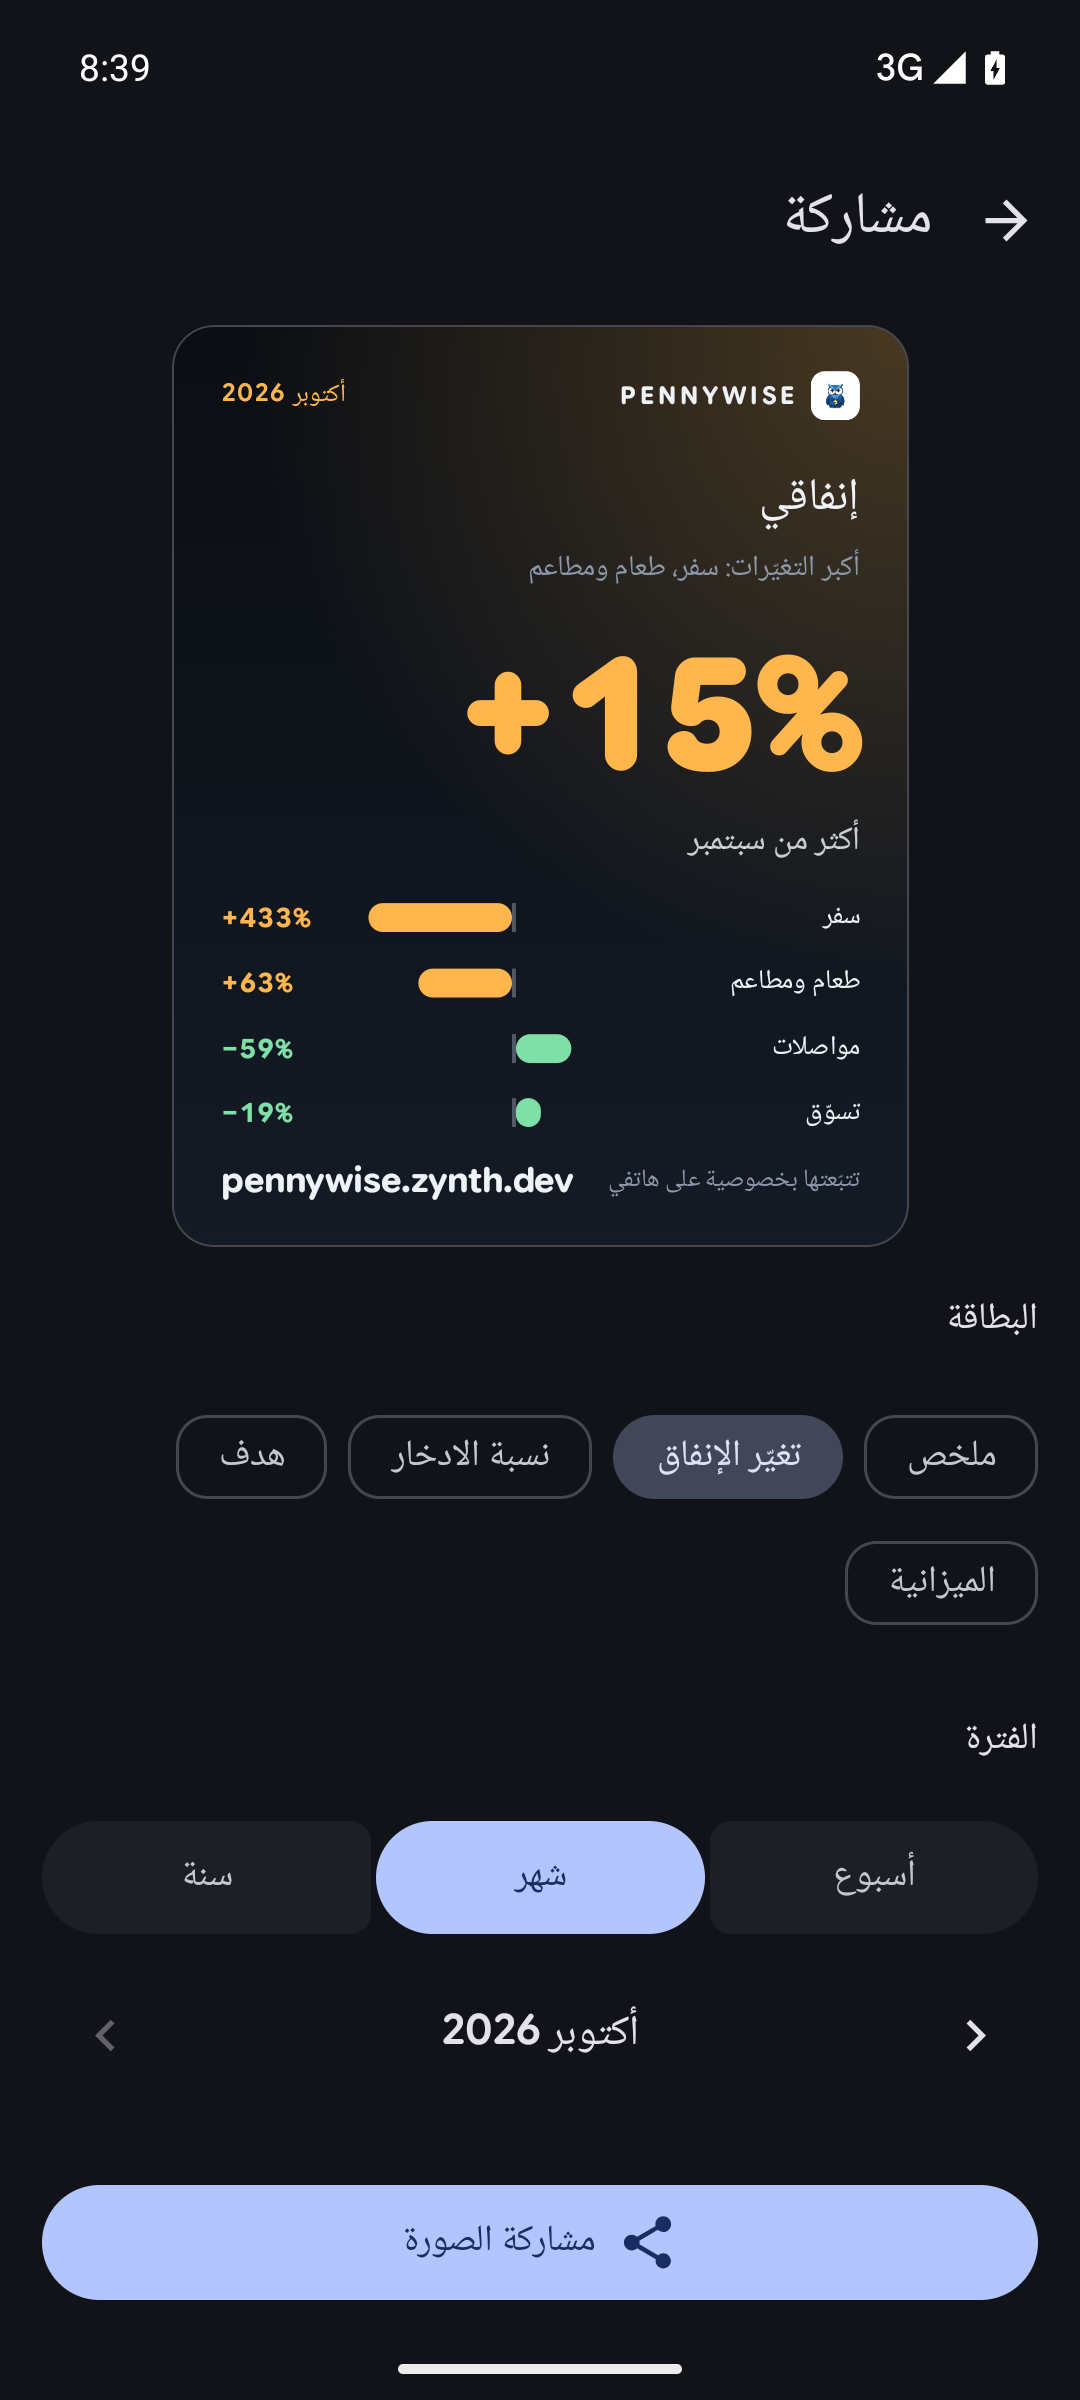 8:39 3G
مشاركة
PENNYWISE أكتوبر 2026
إنفاقي
أكبر التغيّرات: سفر، طعام ومطاعم
+15%
أكثر من سبتمبر
سفر +433%
طعام ومطاعم +63%
مواصلات −59%
تسوّق −19%
تتبّعتها بخصوصية على هاتفي pennywise.zynth.dev
البطاقة
ملخص تغيّر الإنفاق نسبة الادخار هدف
الميزانية
الفترة
أسبوع شهر سنة
أكتوبر 2026
مشاركة الصورة